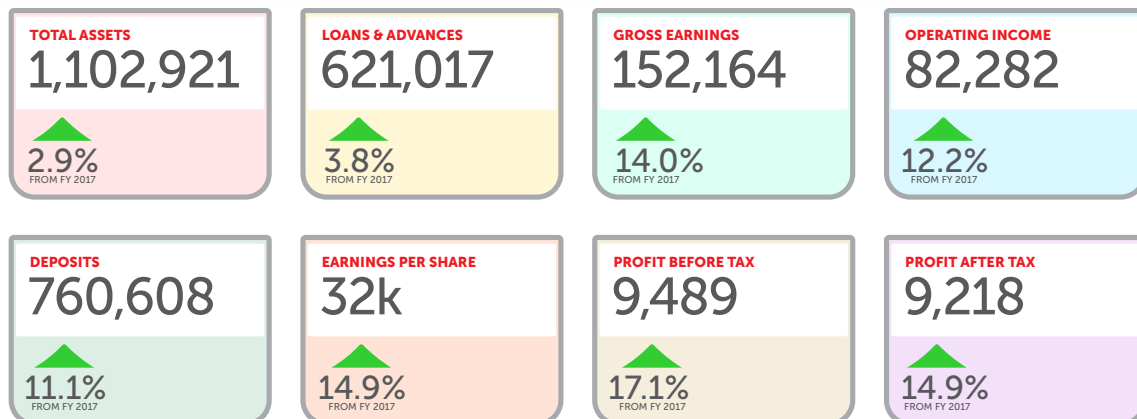 TOTAL ASSETS
1,102,921
2.9%
FROM FY 2017
LOANS & ADVANCES
621,017
3.8%
FROM FY 2017
GROSS EARNINGS
152,164
14.0%
FROM FY 2017
OPERATING INCOME
82,282
12.2%
FROM FY 2017
DEPOSITS
760,608
11.1%
FROM FY 2017
EARNINGS PER SHARE
32k
14.9%
FROM FY 2017
PROFIT BEFORE TAX
9,489
17.1%
FROM FY 2017
PROFIT AFTER TAX
9,218
14.9%
FROM FY 2017